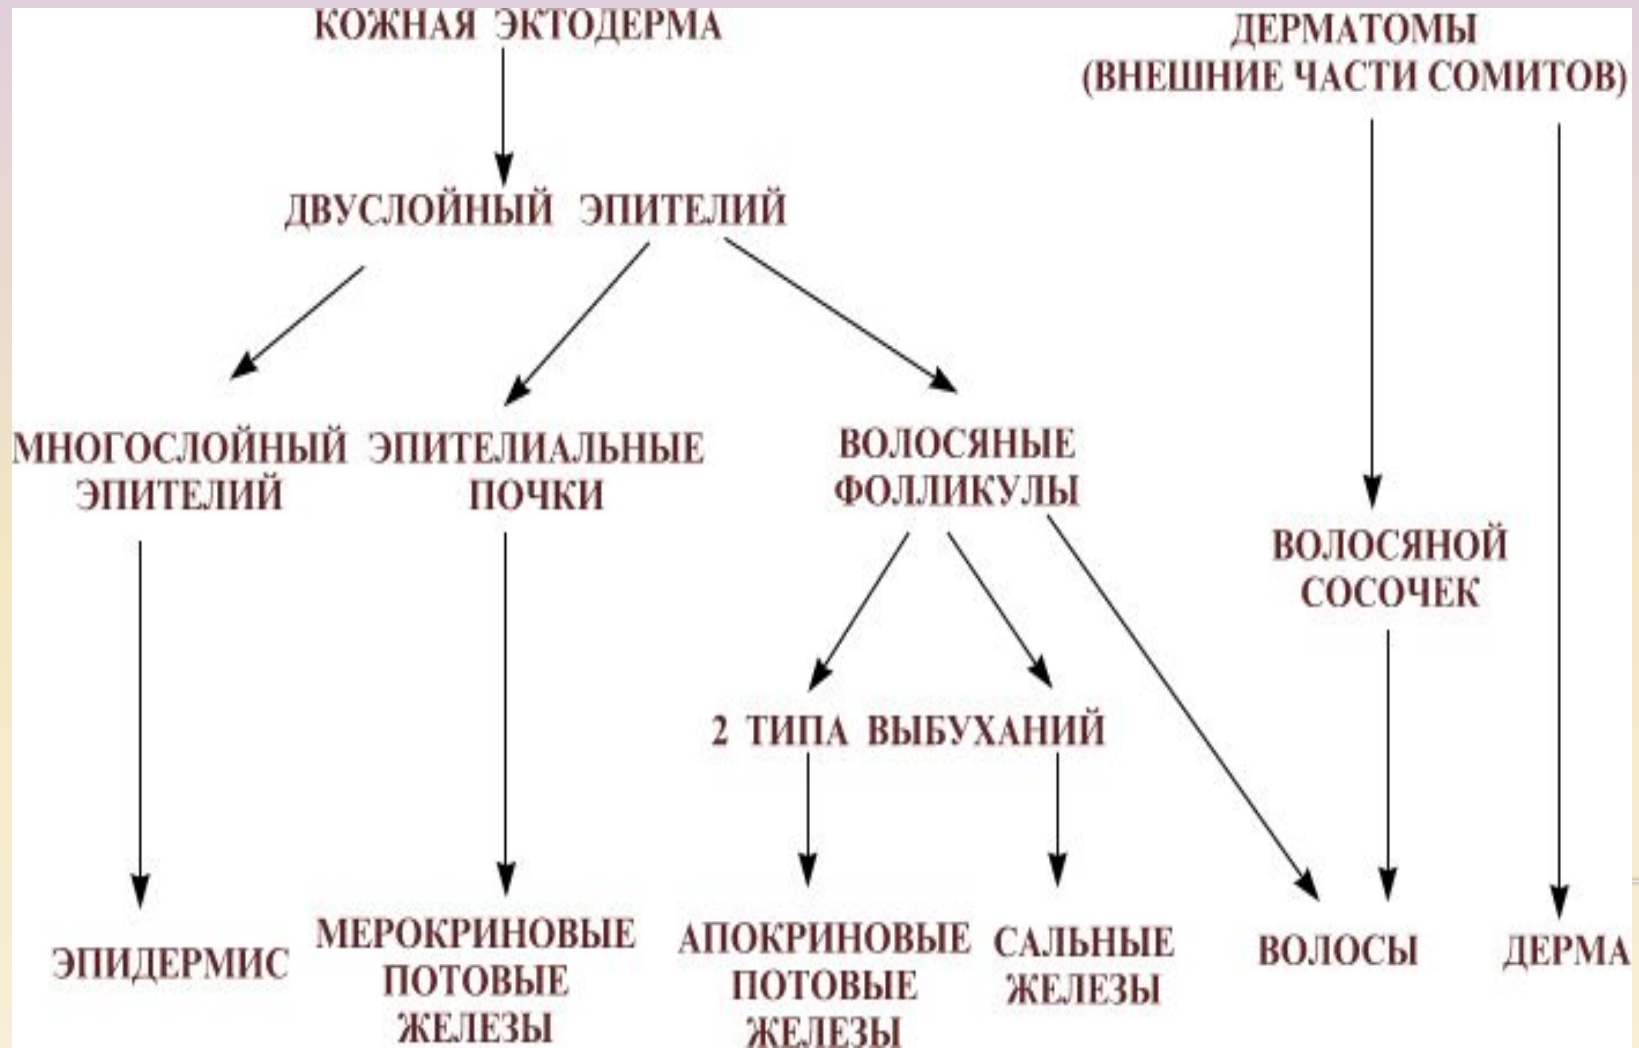 КОЖНАЯ ЭКТОДЕРМА
ДЕРМАТОМЫ
(ВНЕШНИЕ ЧАСТИ СОМИТОВ)
ДВУСЛОЙНЫЙ ЭПИТЕЛИЙ
МНОГОСЛОЙНЫЙ
ЭПИТЕЛИЙ
ЭПИТЕЛИАЛЬНЫЕ
ПОЧКИ
ВОЛОСЯНЫЕ
ФОЛЛИКУЛЫ
ВОЛОСЯНОЙ
СОСОЧЕК
2 ТИПА ВЫБУХАНИЙ
ЭПИДЕРМИС
МЕРОКРИНОВЫЕ
ПОТОВЫЕ
ЖЕЛЕЗЫ
АПОКРИНОВЫЕ
ПОТОВЫЕ
ЖЕЛЕЗЫ
САЛЬНЫЕ
ЖЕЛЕЗЫ
ВОЛОСЫ
ДЕРМА